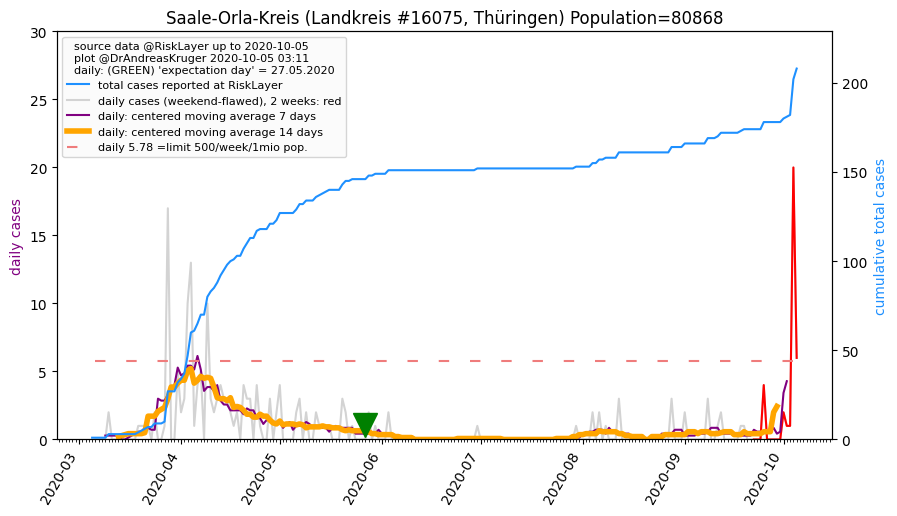 Saale-Orla-Kreis (Landkreis #16075, Thüringen) Population=80868
source data @RiskLayer up to 2020-10-05
plot @DrAndreasKruger 2020-10-05 03:11
daily: (GREEN) 'expectation day' = 27.05.2020
total cases reported at RiskLayer
daily cases (weekend-flawed), 2 weeks: red
daily: centered moving average 7 days
daily: centered moving average 14 days
daily 5.78 =limit 500/week/1mio pop.
daily cases
30
25
20
15
10
5
0
cumulative total cases
200
150
100
50
0
2020-03
2020-04
2020-05
2020-06
2020-07
2020-08
2020-09
2020-10